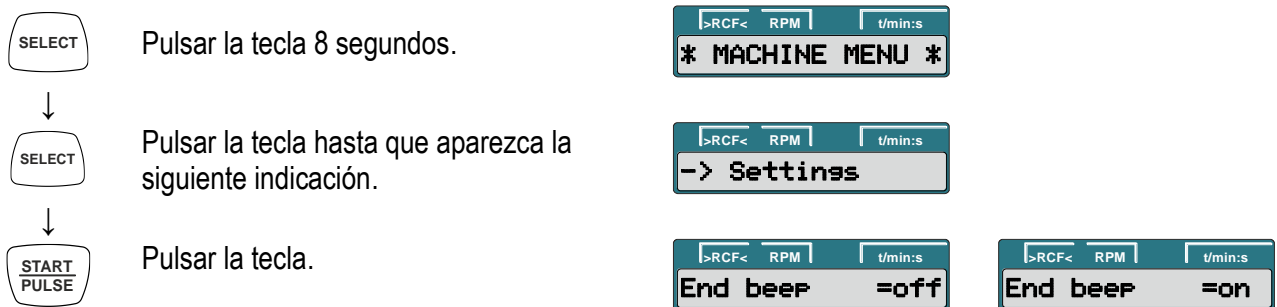 SELECT
Pulsar la tecla 8 segundos.
>RCF< RPM t/min:s
* MACHINE MENU *
↓
SELECT
Pulsar la tecla hasta que aparezca la
siguiente indicación.
>RCF< RPM t/min:s
-> Settings
↓
START
PULSE
Pulsar la tecla.
>RCF< RPM t/min:s
End beep =off
>RCF< RPM t/min:s
End beep =on